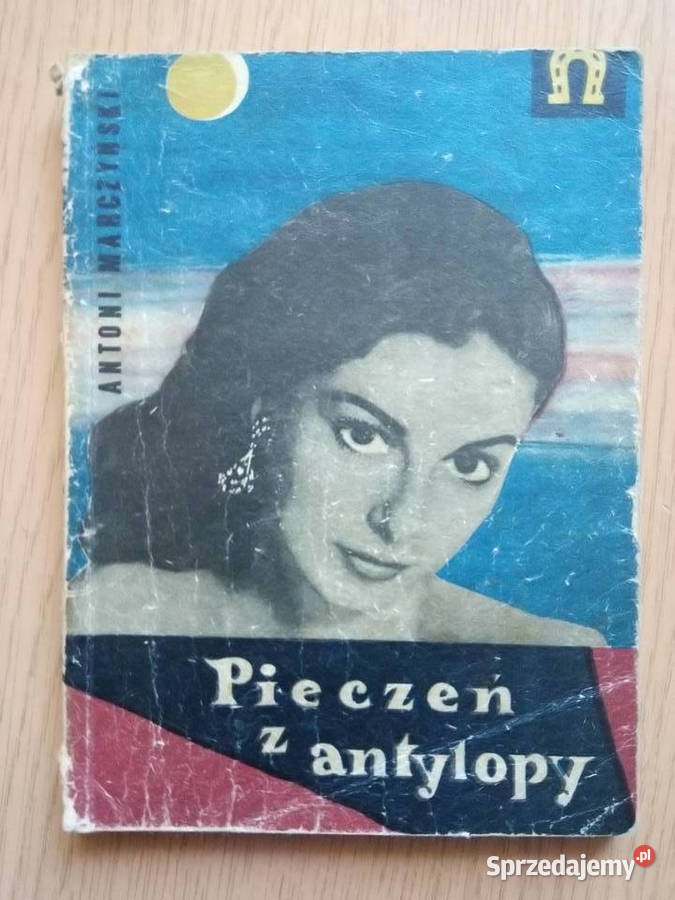 ANTONI MARCZYŃSKI
Pieczeń
z antylopy
Sprzedajemy.pl